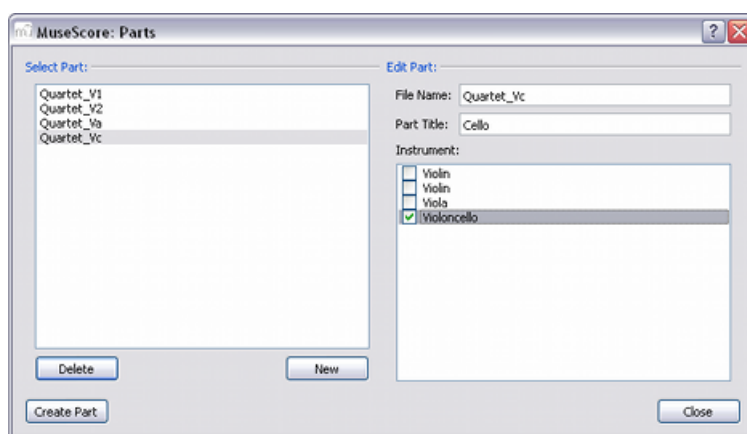 MuseScore: Parts
Select Part:
Quartet_V1
Quartet_V2
Quartet_Va
Quartet_Vc
Delete
New
Create Part
Edit Part:
File Name: Quartet_Vc
Part Title: Cello
Instrument:
Violin
Violin
Viola
Violoncello
Close